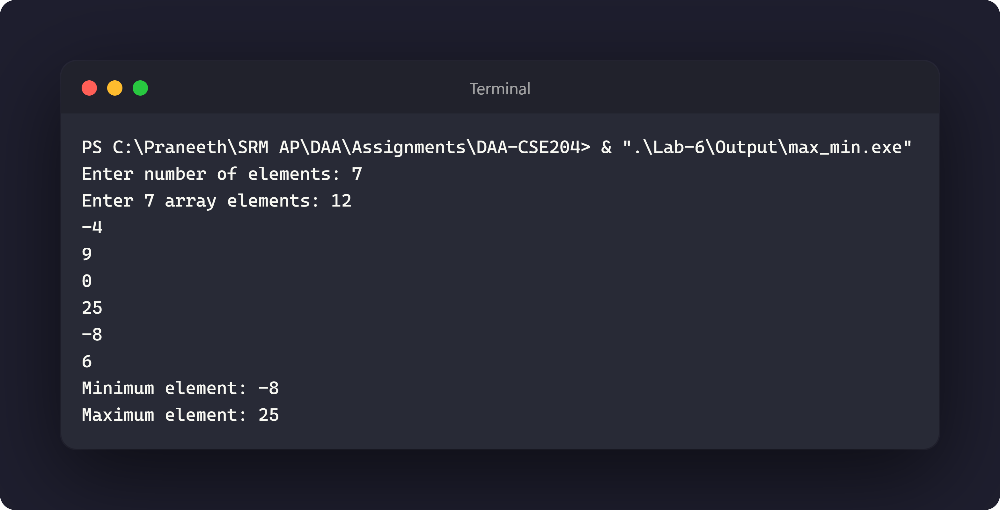 Terminal
PS C:\Praneeth\SRM AP\DAA\Assignments\DAA-CSE204> & ".\Lab-6\Output\max_min.exe"
Enter number of elements: 7
Enter 7 array elements: 12
-4
9
0
25
-8
6
Minimum element: -8
Maximum element: 25